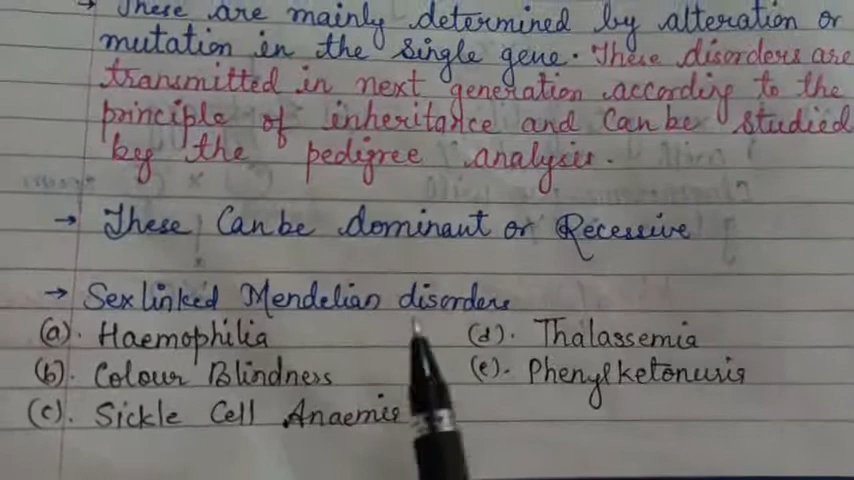 → These are mainly determined by alteration or
mutation in the single gene. These disorders are
transmitted in next generation according to the
principle of inheritance and can be studied
by the pedigree analysis.
→ These can be dominant or Recessive
→ Sex linked Mendelian disorders
(a). Haemophilia (d). Thalassemia
(b). Colour Blindness (e). Phenylketonuria
(c). Sickle Cell Anaemia